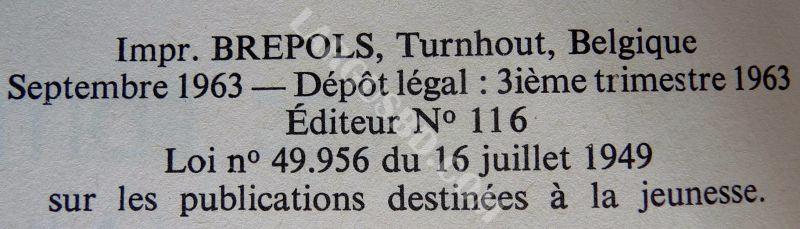 Impr. BREPOLS, Turnhout, Belgique
Septembre 1963 — Dépôt légal : 3ième trimestre 1963
Éditeur Nº 116
Loi nº 49.956 du 16 juillet 1949
sur les publications destinées à la jeunesse.